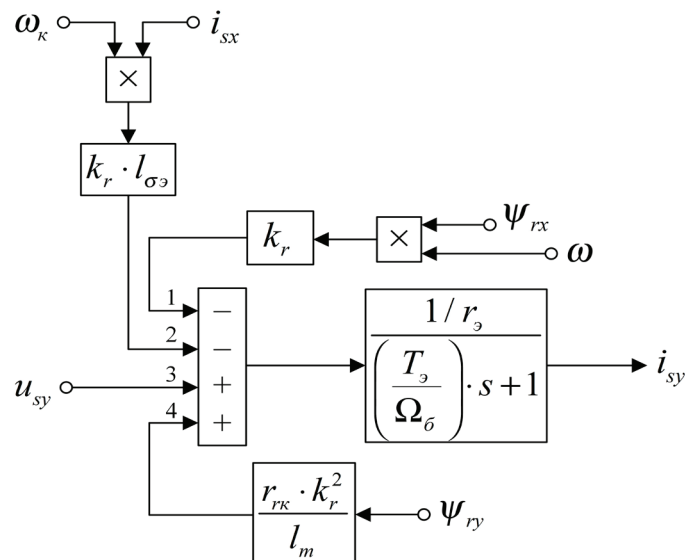 ω_к i_sx
×
k_r · l_σэ
ψ_rx
k_r × ω
1 −
2 −
u_sy 3 +
4 +
1 / r_э
(T_э / Ω_б) · s + 1
i_sy
r_rк · k_r^2
l_m
ψ_ry